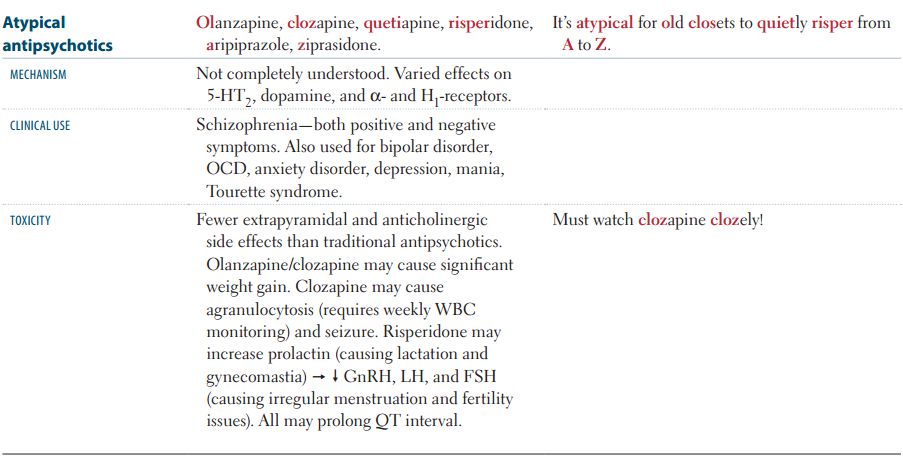 Atypical antipsychotics
Olanzapine, clozapine, quetiapine, risperidone,
aripiprazole, ziprasidone.
It's atypical for old closets to quietly risper from
A to Z.
MECHANISM
Not completely understood. Varied effects on
5-HT₂, dopamine, and α- and H₁-receptors.
CLINICAL USE
Schizophrenia—both positive and negative
symptoms. Also used for bipolar disorder,
OCD, anxiety disorder, depression, mania,
Tourette syndrome.
TOXICITY
Fewer extrapyramidal and anticholinergic
side effects than traditional antipsychotics.
Olanzapine/clozapine may cause significant
weight gain. Clozapine may cause
agranulocytosis (requires weekly WBC
monitoring) and seizure. Risperidone may
increase prolactin (causing lactation and
gynecomastia) → ↓ GnRH, LH, and FSH
(causing irregular menstruation and fertility
issues). All may prolong QT interval.
Must watch clozapine clozely!